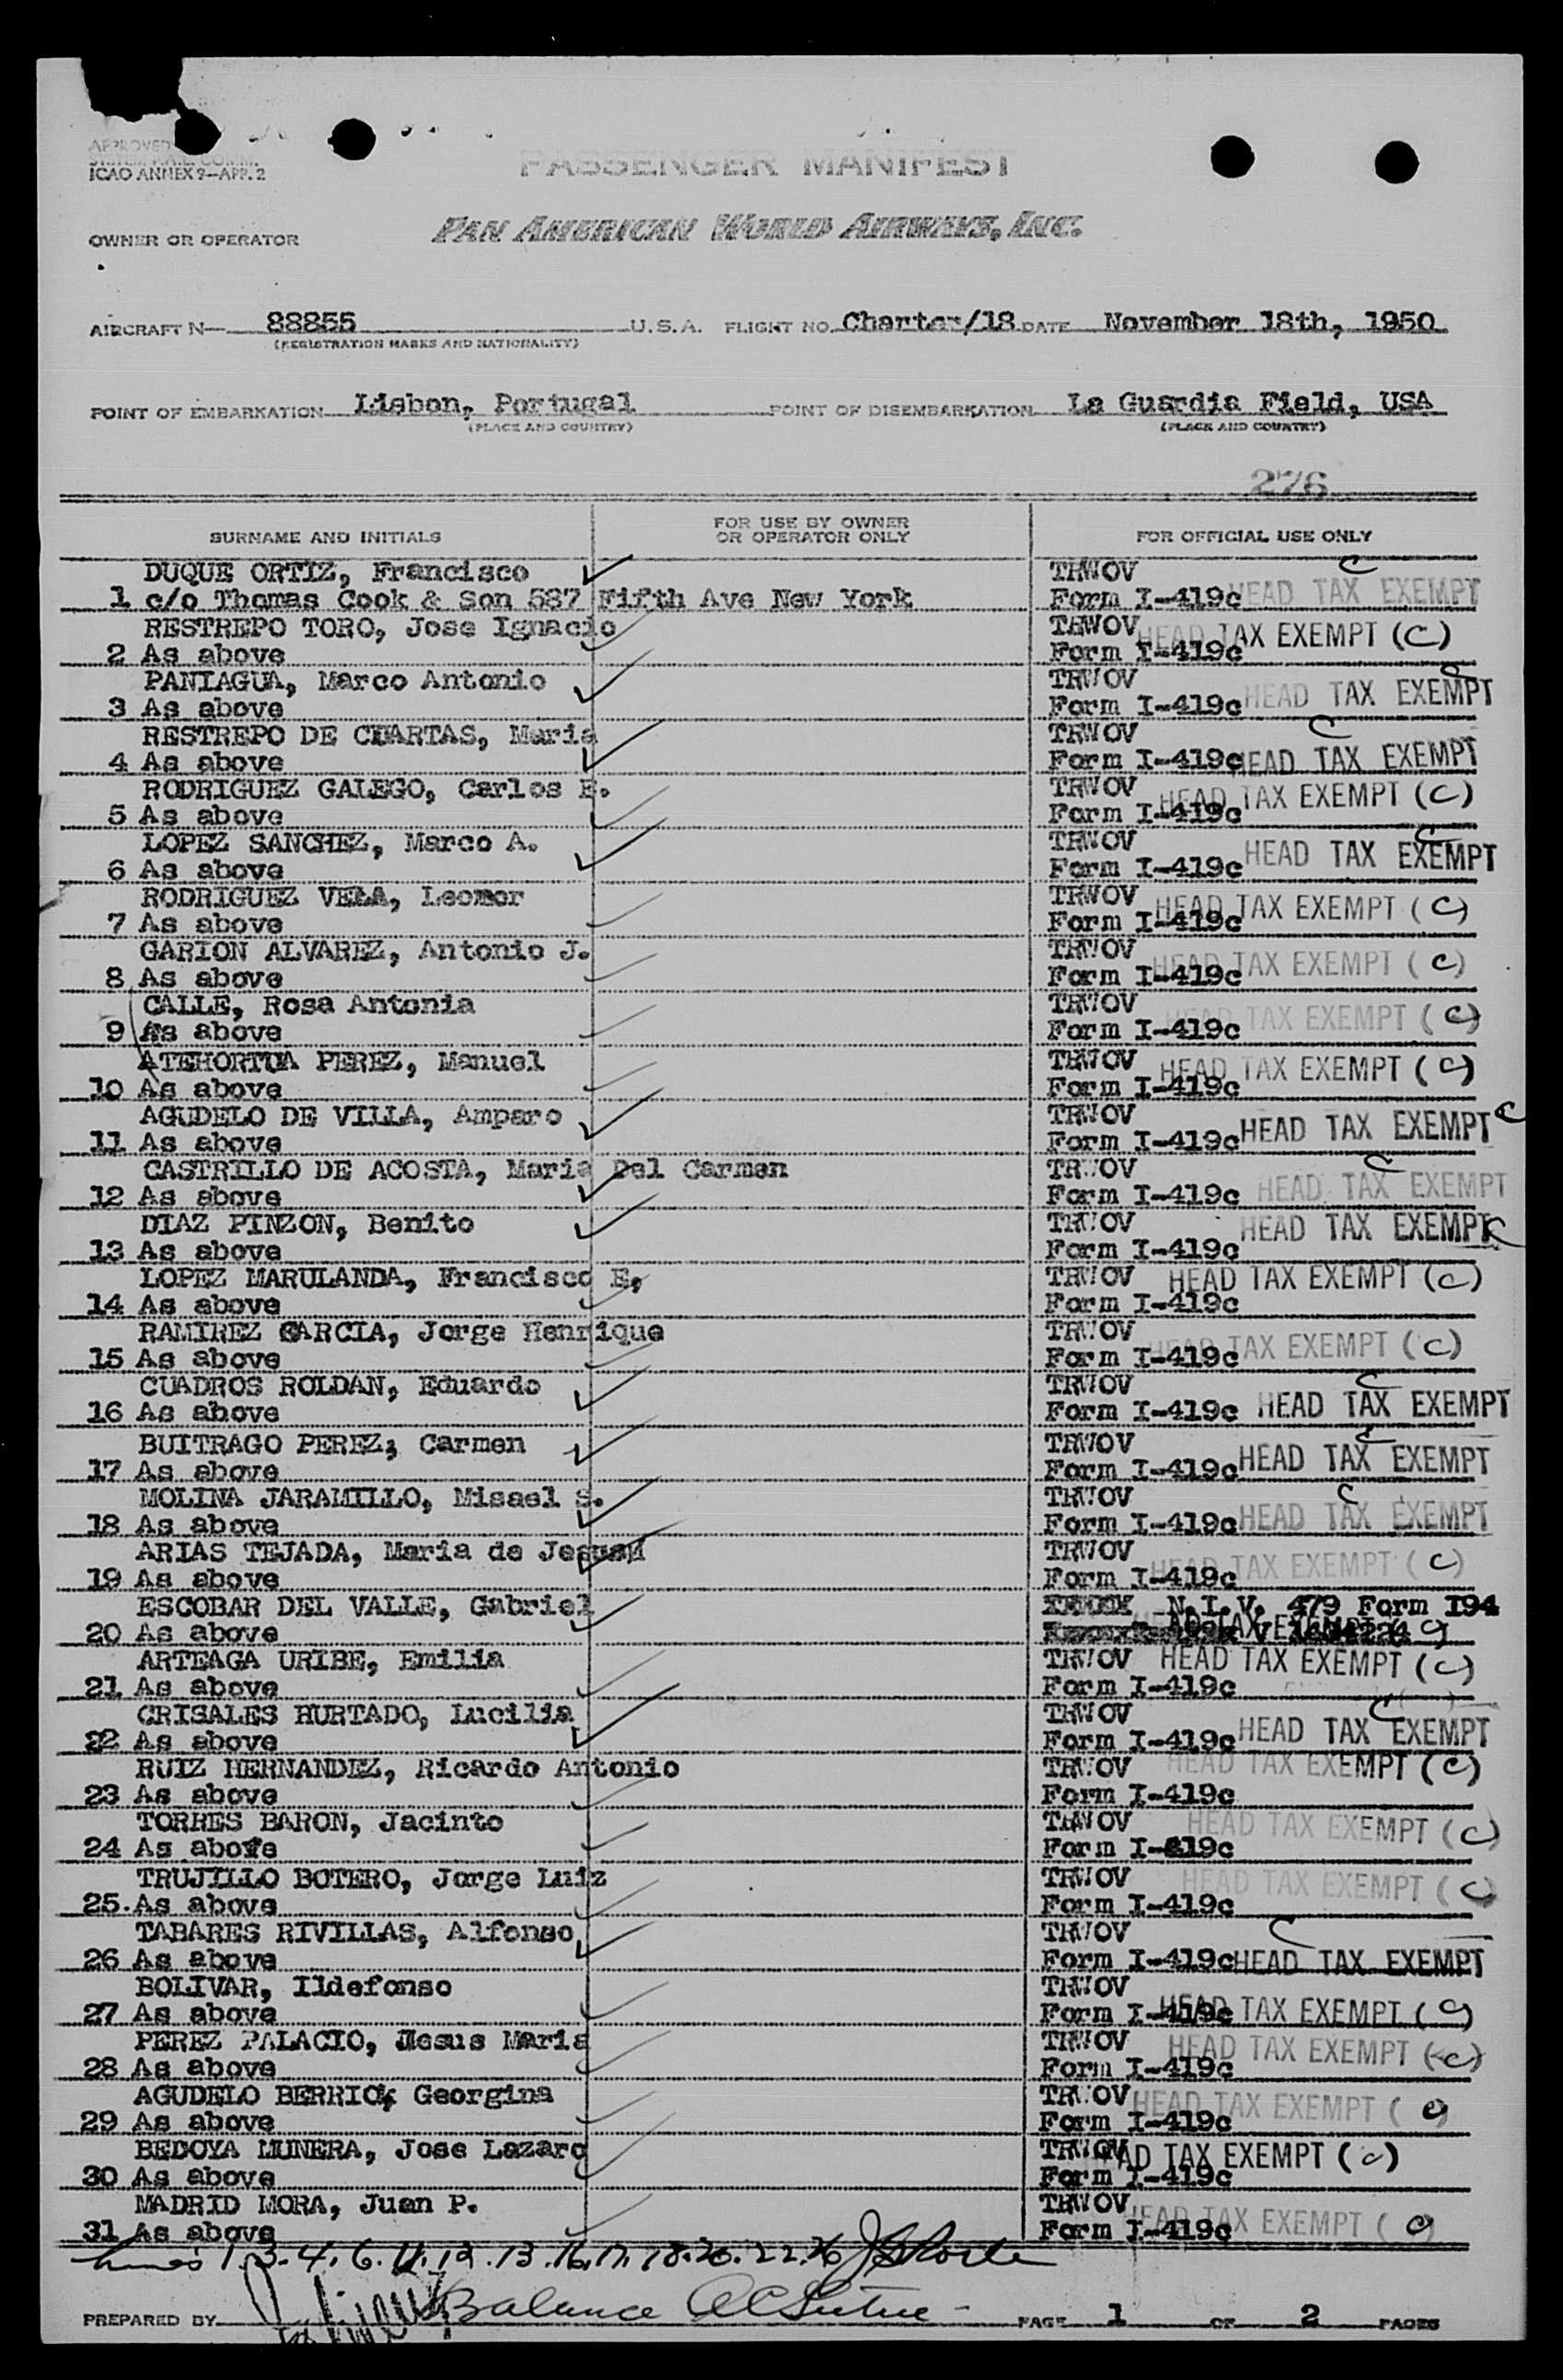 APPROVED
ICAO ANNEX 9—APP. 2
PASSENGER MANIFEST
OWNER OR OPERATOR
PAN AMERICAN WORLD AIRWAYS, INC.
AIRCRAFT N— 88855 U.S.A. FLIGHT NO. Charter/18 DATE November 18th, 1950
(REGISTRATION MARKS AND NATIONALITY)
POINT OF EMBARKATION Lisbon, Portugal POINT OF DISEMBARKATION La Guardia Field, USA
(PLACE AND COUNTRY) (PLACE AND COUNTRY)
276
SURNAME AND INITIALS FOR USE BY OWNER OR OPERATOR ONLY FOR OFFICIAL USE ONLY
DUQUE ORTIZ, Francisco TRWOV C
1 c/o Thomas Cook & Son 587 Fifth Ave New York Form I-419c HEAD TAX EXEMPT
RESTREPO TORO, Jose Ignacio TRWOV HEAD TAX EXEMPT (C)
2 As above Form I-419c
PANIAGUA, Marco Antonio TRWOV C
3 As above Form I-419c HEAD TAX EXEMPT
RESTREPO DE CUARTAS, Maria TRWOV C
4 As above Form I-419c HEAD TAX EXEMPT
RODRIGUEZ GALEGO, Carlos E. TRWOV HEAD TAX EXEMPT (C)
5 As above Form I-419c
LOPEZ SANCHEZ, Marco A. TRWOV C
6 As above Form I-419c HEAD TAX EXEMPT
RODRIGUEZ VELA, Leomor TRWOV HEAD TAX EXEMPT (C)
7 As above Form I-419c
GARION ALVAREZ, Antonio J. TRWOV HEAD TAX EXEMPT (C)
8 As above Form I-419c
CALLE, Rosa Antonia TRWOV HEAD TAX EXEMPT (C)
9 As above Form I-419c
ATEHORTUA PEREZ, Manuel TRWOV HEAD TAX EXEMPT (C)
10 As above Form I-419c
AGUDELO DE VILLA, Amparo TRWOV C
11 As above Form I-419c HEAD TAX EXEMPT
CASTRILLO DE ACOSTA, Maria Del Carmen TRWOV C
12 As above Form I-419c HEAD TAX EXEMPT
DIAZ PINZON, Benito TRWOV HEAD TAX EXEMPT C
13 As above Form I-419c
LOPEZ MARULANDA, Francisco E, TRWOV HEAD TAX EXEMPT (C)
14 As above Form I-419c
RAMIREZ GARCIA, Jorge Henrique TRWOV HEAD TAX EXEMPT (C)
15 As above Form I-419c
CUADROS ROLDAN, Eduardo TRWOV C
16 As above Form I-419c HEAD TAX EXEMPT
BUITRAGO PEREZ, Carmen TRWOV C
17 As above Form I-419c HEAD TAX EXEMPT
MOLINA JARAMILLO, Misael S. TRWOV C
18 As above Form I-419c HEAD TAX EXEMPT
ARIAS TEJADA, Maria de Jesus TRWOV HEAD TAX EXEMPT (C)
19 As above Form I-419c
ESCOBAR DEL VALLE, Gabriel N.I.V. 479 Form I94
20 As above HEAD TAX EXEMPT (C)
ARTEAGA URIBE, Emilia TRWOV HEAD TAX EXEMPT (C)
21 As above Form I-419c
GRISALES HURTADO, Lucilia TRWOV C
22 As above Form I-419c HEAD TAX EXEMPT
RUIZ HERNANDEZ, Ricardo Antonio TRWOV HEAD TAX EXEMPT (C)
23 As above Form I-419c
TORRES BARON, Jacinto TRWOV HEAD TAX EXEMPT (C)
24 As above Form I-419c
TRUJILLO BOTERO, Jorge Luiz TRWOV HEAD TAX EXEMPT (C)
25. As above Form I-419c
TABARES RIVILLAS, Alfonso TRWOV C
26 As above Form I-419c HEAD TAX EXEMPT
BOLIVAR, Ildefonso TRWOV
27 As above Form I-419c HEAD TAX EXEMPT (C)
PEREZ PALACIO, Jesus Maria TRWOV HEAD TAX EXEMPT (C)
28 As above Form I-419c
AGUDELO BERRIO, Georgina TRWOV HEAD TAX EXEMPT (C)
29 As above Form I-419c
BEDOYA MUNERA, Jose Lazaro TRWOV HEAD TAX EXEMPT (C)
30 As above Form I-419c
MADRID MORA, Juan P. TRWOV HEAD TAX EXEMPT (C)
31 As above Form I-419c
1. 3. 4. 6. 11. 12. 13. 16. 17. 18. 20. 22. 26
Balance
PREPARED BY PAGE 1 OF 2 PAGES